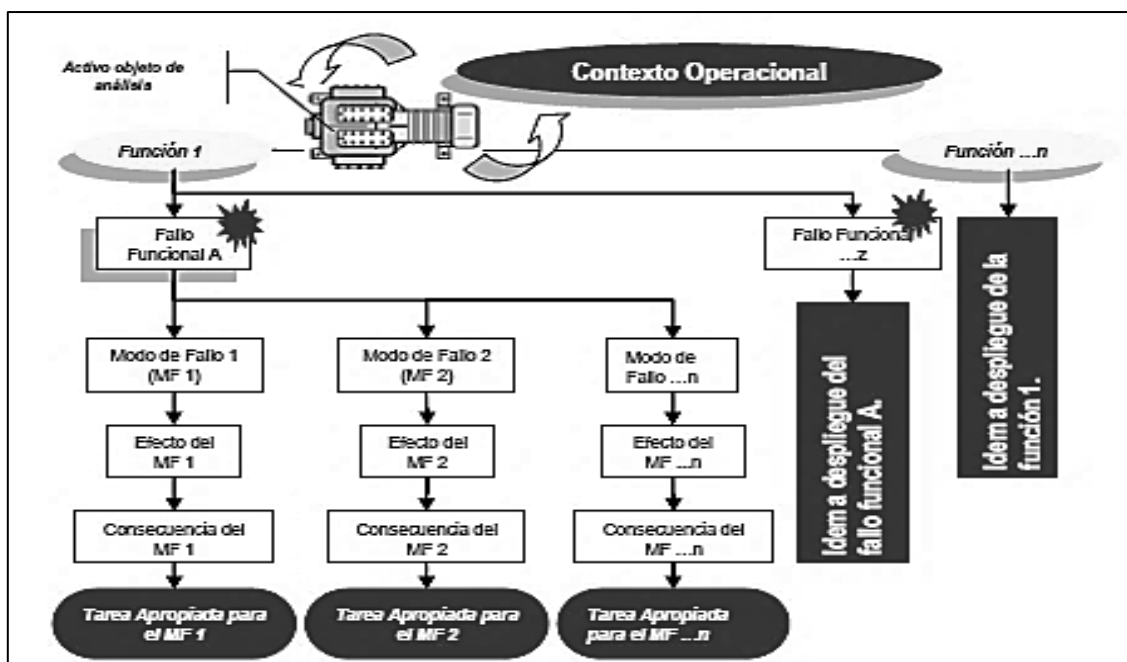 Activo objeto de
análisis
Contexto Operacional
Función 1
Función ...n
Fallo
Funcional A
Fallo Funcional
...z
Modo de Fallo 1
(MF 1)
Modo de Fallo 2
(MF 2)
Modo de
Fallo ...n
Efecto del
MF 1
Efecto del
MF 2
Efecto del
MF ...n
Consecuencia del
MF 1
Consecuencia del
MF 2
Consecuencia del
MF ...n
Tarea Apropiada para
el MF 1
Tarea Apropiada para
el MF 2
Tarea Apropiada
para el MF ...n
Idem a despliegue del
fallo funcional A.
Idem a despliegue de la
función 1.